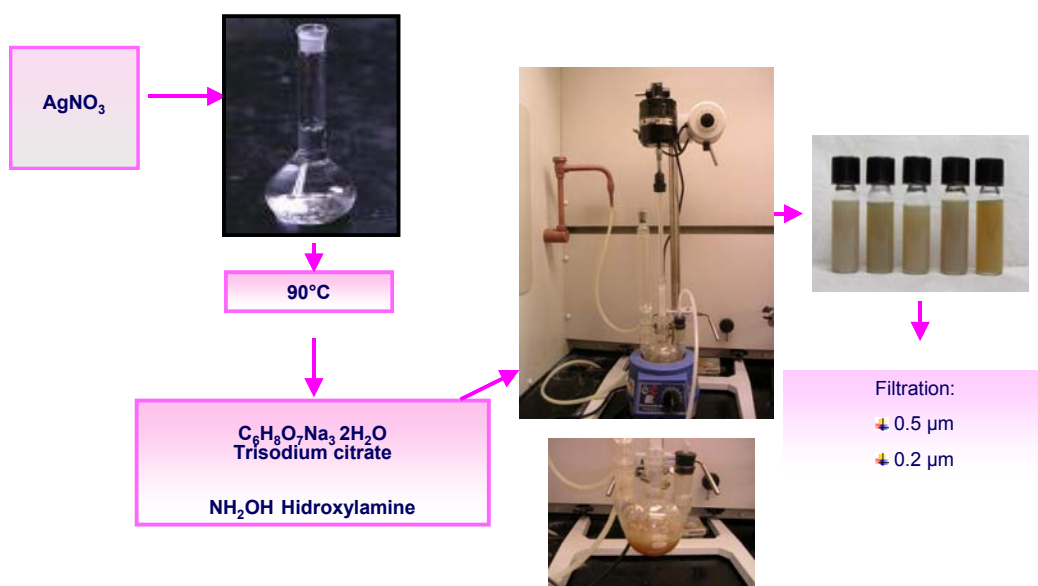 AgNO₃
90°C
C₆H₈O₇Na₃ 2H₂O
Trisodium citrate
NH₂OH Hidroxylamine
Filtration:
0.5 µm
0.2 µm